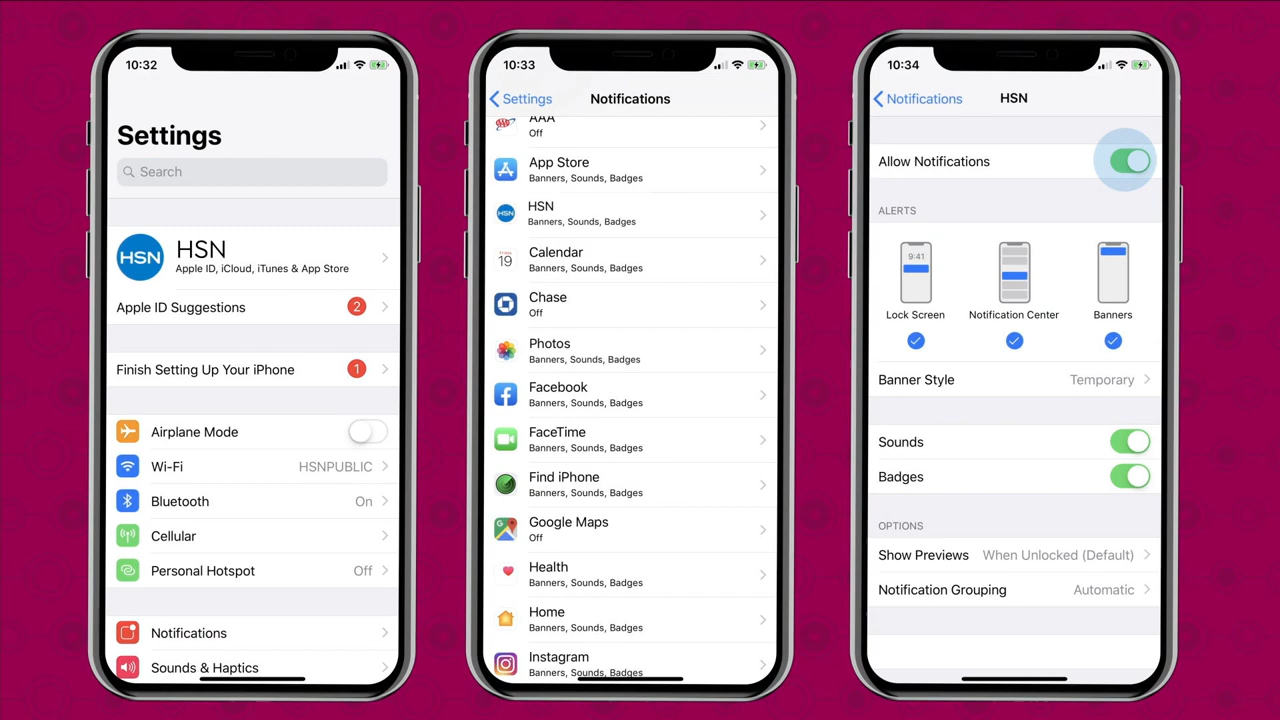 10:32
Settings
Search
HSN
HSN
Apple ID, iCloud, iTunes & App Store
Apple ID Suggestions
2
Finish Setting Up Your iPhone
1
Airplane Mode
Wi-Fi
HSNPUBLIC
Bluetooth
On
Cellular
Personal Hotspot
Off
Notifications
Sounds & Haptics
10:33
Settings
Notifications
AAA
Off
App Store
Banners, Sounds, Badges
HSN
HSN
Banners, Sounds, Badges
19
Calendar
Banners, Sounds, Badges
Chase
Off
Photos
Banners, Sounds, Badges
Facebook
Banners, Sounds, Badges
FaceTime
Banners, Sounds, Badges
Find iPhone
Banners, Sounds, Badges
Google Maps
Off
Health
Banners, Sounds, Badges
Home
Banners, Sounds, Badges
Instagram
Banners, Sounds, Badges
10:34
Notifications
HSN
Allow Notifications
ALERTS
9:41
Lock Screen
Notification Center
Banners
Banner Style
Temporary
Sounds
Badges
OPTIONS
Show Previews
When Unlocked (Default)
Notification Grouping
Automatic